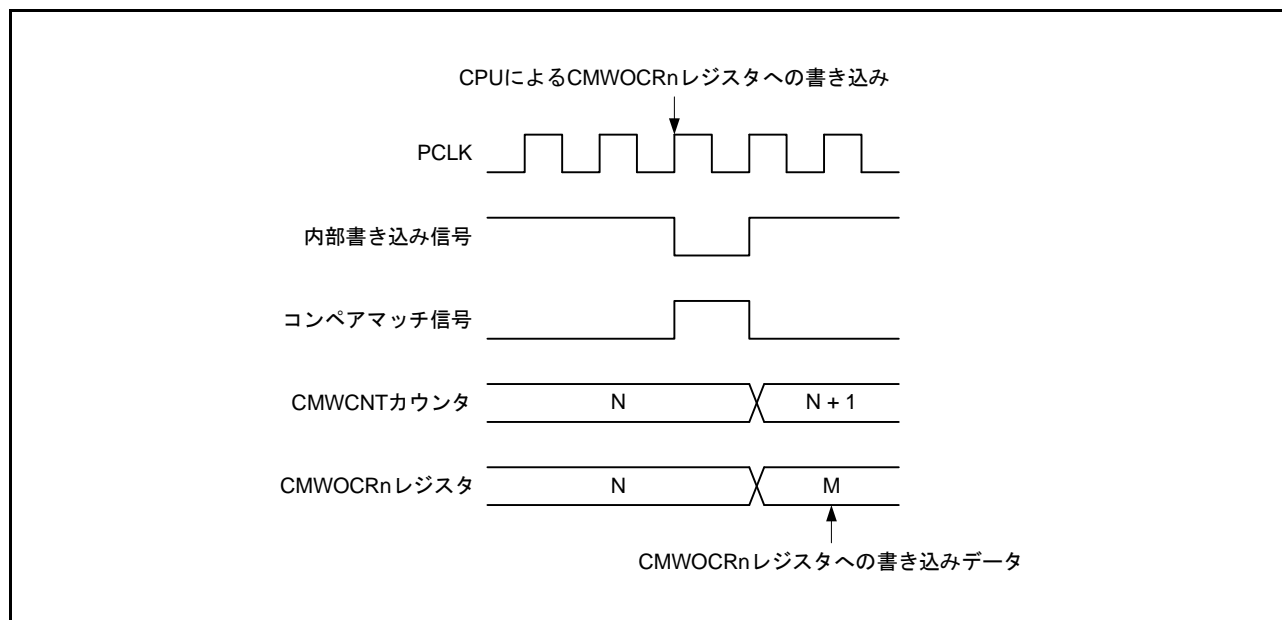 CPUによるCMWOCRnレジスタへの書き込み
PCLK
内部書き込み信号
コンペアマッチ信号
CMWCNTカウンタ
N
N + 1
CMWOCRnレジスタ
N
M
CMWOCRnレジスタへの書き込みデータ